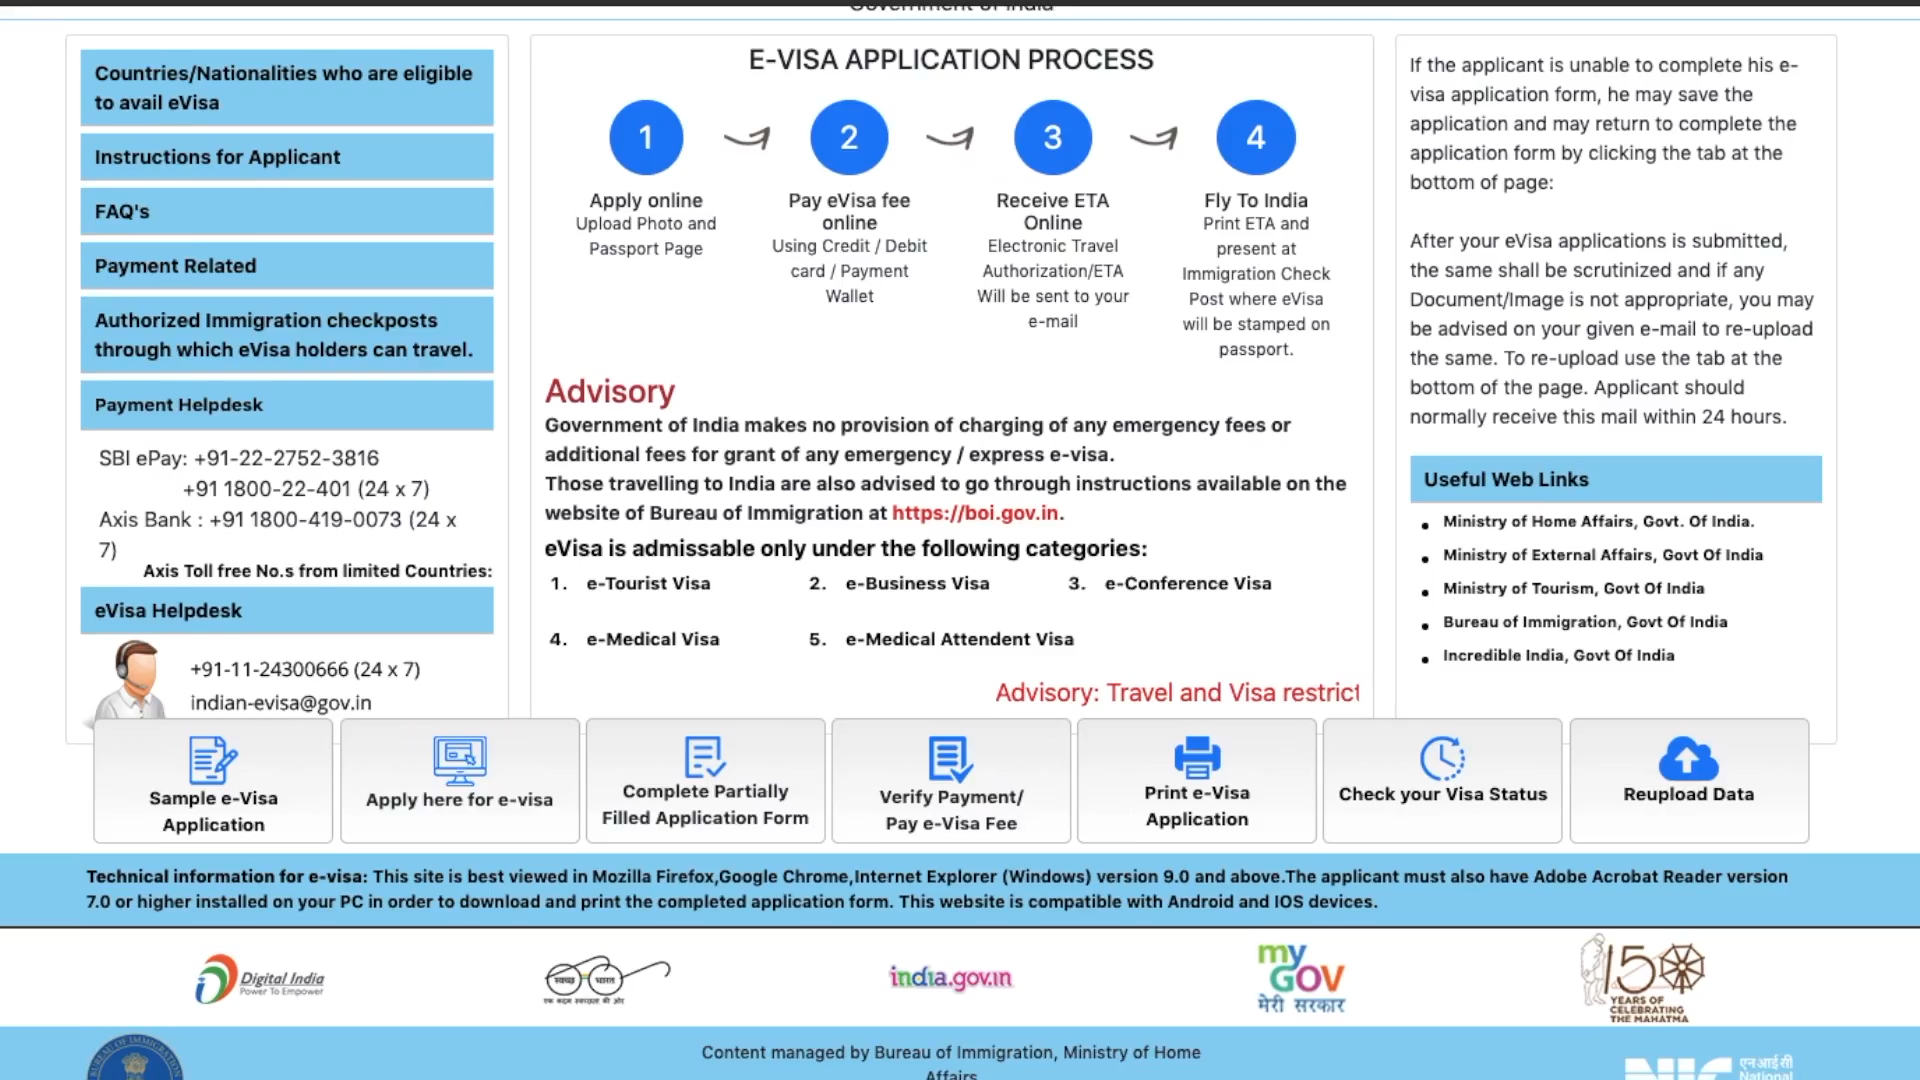 Government of India
Countries/Nationalities who are eligible
to avail eVisa
Instructions for Applicant
FAQ's
Payment Related
Authorized Immigration checkposts
through which eVisa holders can travel.
Payment Helpdesk
SBI ePay: +91-22-2752-3816
+91 1800-22-401 (24 x 7)
Axis Bank : +91 1800-419-0073 (24 x
7)
Axis Toll free No.s from limited Countries:
eVisa Helpdesk
+91-11-24300666 (24 x 7)
indian-evisa@gov.in
E-VISA APPLICATION PROCESS
1
Apply online
Upload Photo and
Passport Page
2
Pay eVisa fee
online
Using Credit / Debit
card / Payment
Wallet
3
Receive ETA
Online
Electronic Travel
Authorization/ETA
Will be sent to your
e-mail
4
Fly To India
Print ETA and
present at
Immigration Check
Post where eVisa
will be stamped on
passport.
Advisory
Government of India makes no provision of charging of any emergency fees or
additional fees for grant of any emergency / express e-visa.
Those travelling to India are also advised to go through instructions available on the
website of Bureau of Immigration at https://boi.gov.in.
eVisa is admissable only under the following categories:
1. e-Tourist Visa 2. e-Business Visa 3. e-Conference Visa
4. e-Medical Visa 5. e-Medical Attendent Visa
Advisory: Travel and Visa restrict
If the applicant is unable to complete his e-
visa application form, he may save the
application and may return to complete the
application form by clicking the tab at the
bottom of page:
After your eVisa applications is submitted,
the same shall be scrutinized and if any
Document/Image is not appropriate, you may
be advised on your given e-mail to re-upload
the same. To re-upload use the tab at the
bottom of the page. Applicant should
normally receive this mail within 24 hours.
Useful Web Links
Ministry of Home Affairs, Govt. Of India.
Ministry of External Affairs, Govt Of India
Ministry of Tourism, Govt Of India
Bureau of Immigration, Govt Of India
Incredible India, Govt Of India
Sample e-Visa
Application
Apply here for e-visa
Complete Partially
Filled Application Form
Verify Payment/
Pay e-Visa Fee
Print e-Visa
Application
Check your Visa Status
Reupload Data
Technical information for e-visa: This site is best viewed in Mozilla Firefox,Google Chrome,Internet Explorer (Windows) version 9.0 and above.The applicant must also have Adobe Acrobat Reader version
7.0 or higher installed on your PC in order to download and print the completed application form. This website is compatible with Android and IOS devices.
Digital India
Power To Empower
स्वच्छ भारत
एक कदम स्वच्छता की ओर
india.gov.in
my
GOV
मेरी सरकार
150
YEARS OF
CELEBRATING
THE MAHATMA
BUREAU OF IMMIGRATION
Content managed by Bureau of Immigration, Ministry of Home
Affairs
NIC
एनआईसी
National